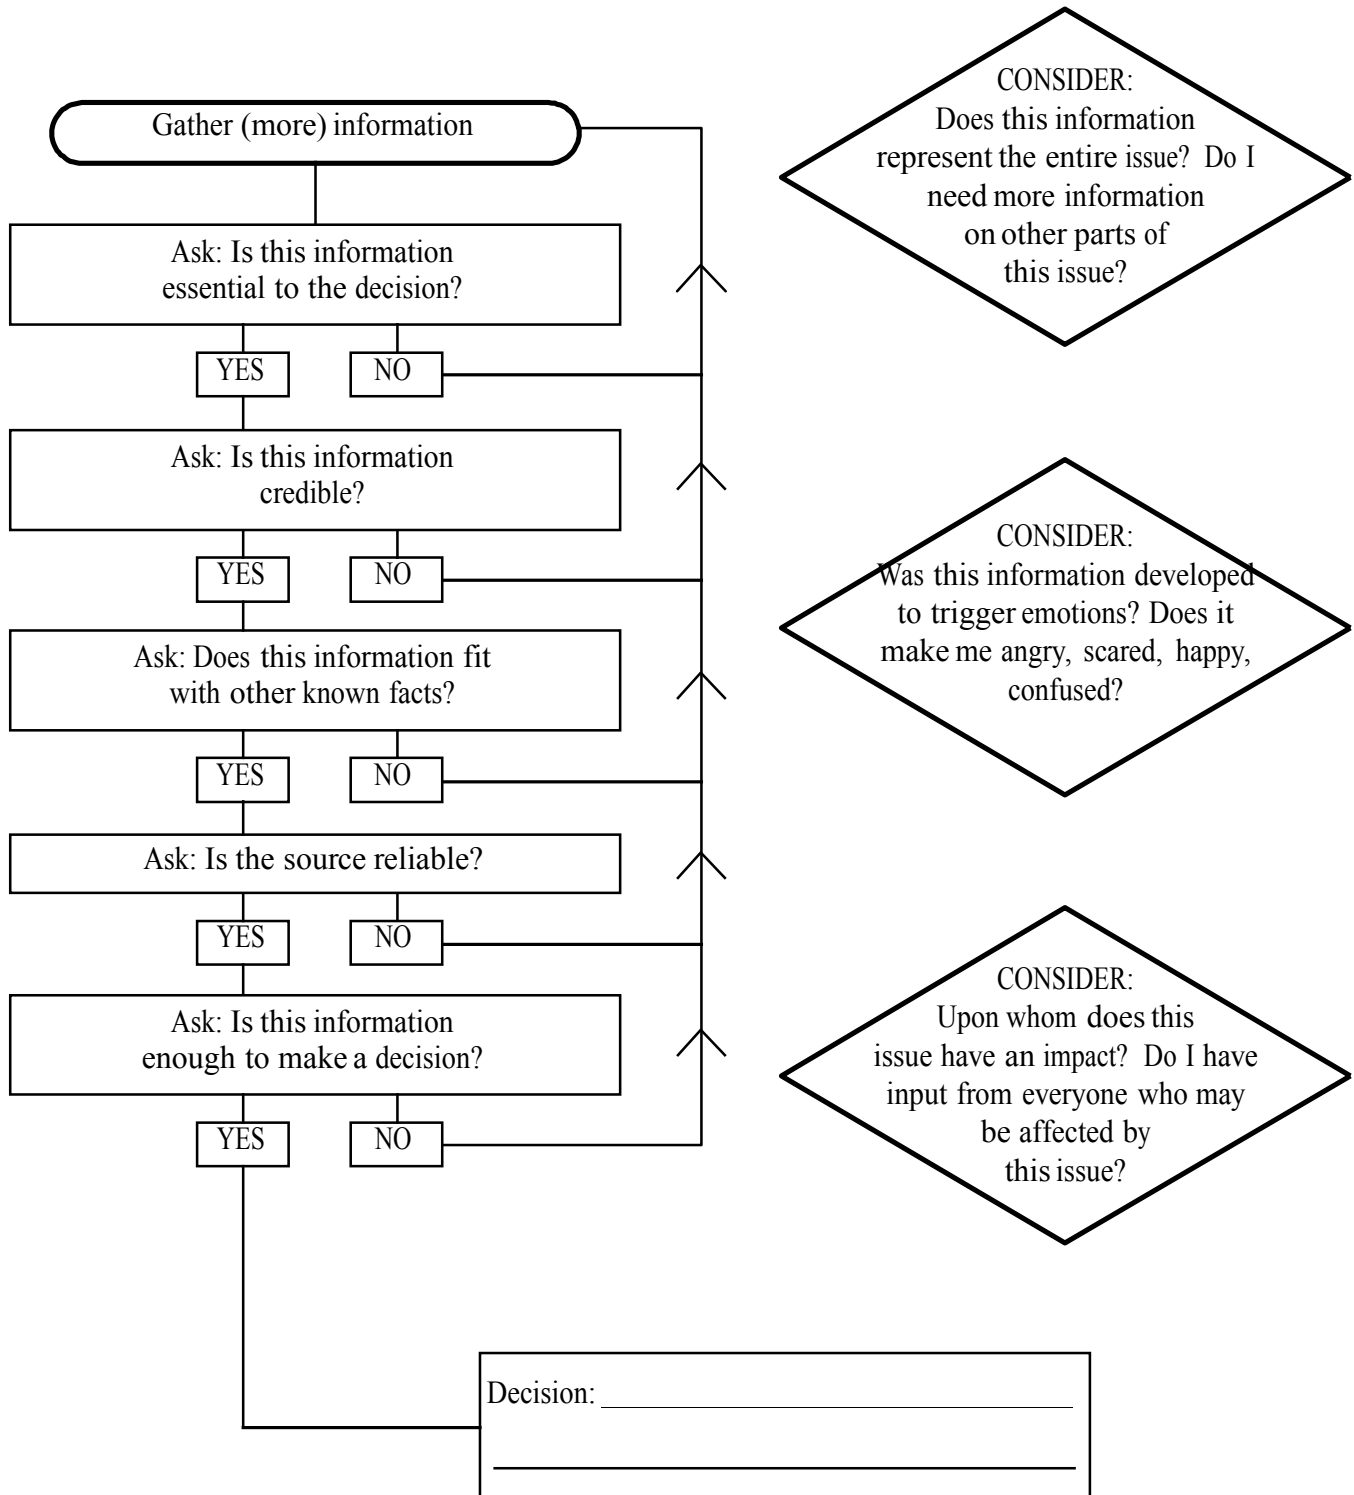 Gather (more) information
Ask: Is this information
essential to the decision?
YES
NO
Ask: Is this information
credible?
YES
NO
Ask: Does this information fit
with other known facts?
YES
NO
Ask: Is the source reliable?
YES
NO
Ask: Is this information
enough to make a decision?
YES
NO
CONSIDER:
Does this information
represent the entire issue? Do I
need more information
on other parts of
this issue?
CONSIDER:
Was this information developed
to trigger emotions? Does it
make me angry, scared, happy,
confused?
CONSIDER:
Upon whom does this
issue have an impact? Do I have
input from everyone who may
be affected by
this issue?
Decision: